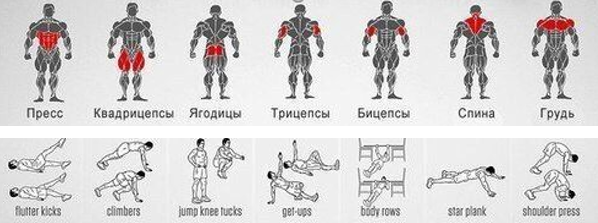 Пресс Квадрицепсы Ягодицы Трицепсы Бицепсы Спина Грудь
flutter kicks climbers jump knee tucks get-ups body rows star plank shoulder press